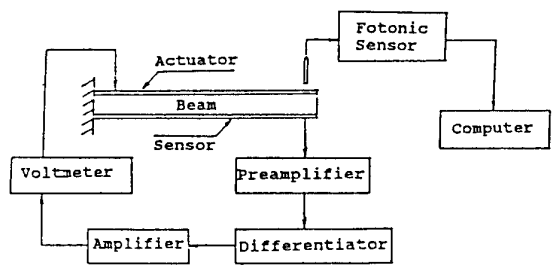 Fotonic
Sensor
Actuator
Beam
Computer
Sensor
Voltmeter
Preamplifier
Amplifier
Differentiator